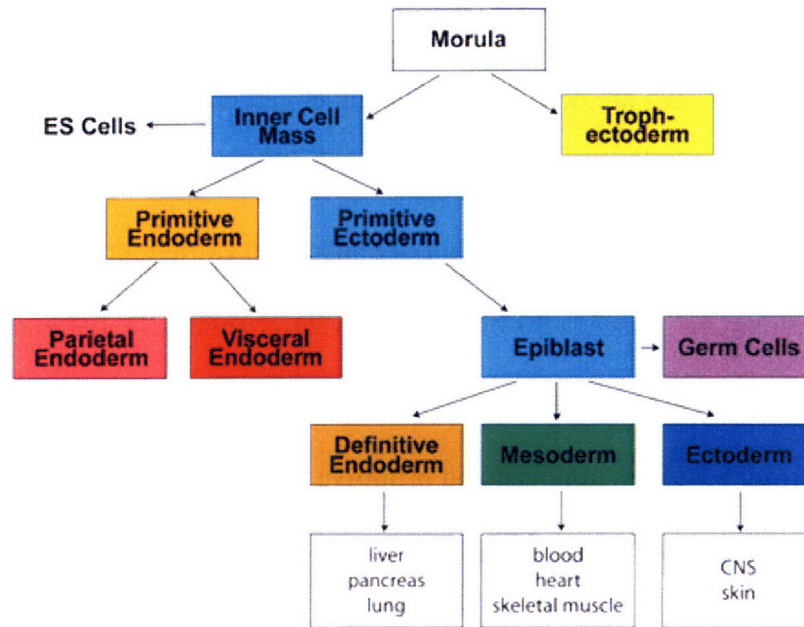 Morula
ES Cells
Inner Cell
Mass
Troph-
ectoderm
Primitive
Endoderm
Primitive
Ectoderm
Parietal
Endoderm
Visceral
Endoderm
Epiblast
Germ Cells
Definitive
Endoderm
Mesoderm
Ectoderm
liver
pancreas
lung
blood
heart
skeletal muscle
CNS
skin